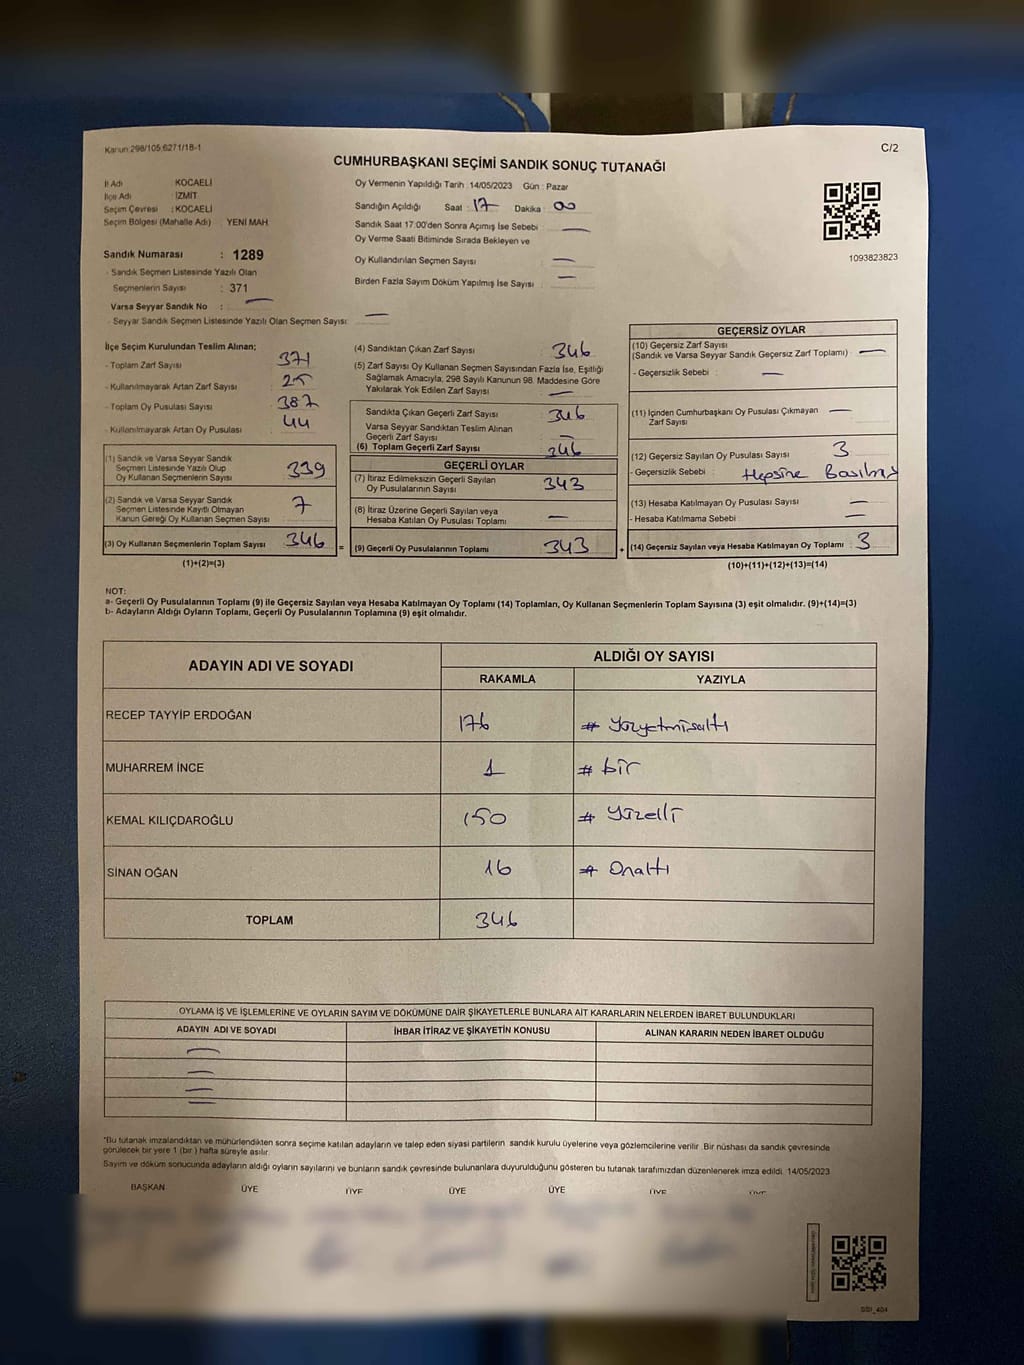 Kanun:298/105,6271/18-1
C/2
CUMHURBAŞKANI SEÇİMİ SANDIK SONUÇ TUTANAĞI
İl Adı KOCAELİ
İlçe Adı : İZMİT
Seçim Çevresi : KOCAELİ
Seçim Bölgesi (Mahalle Adı) : YENİ MAH.
Oy Vermenin Yapıldığı Tarih :14/05/2023 Gün : Pazar
Sandığın Açıldığı Saat : 17 Dakika : 00
Sandık Saat 17:00'den Sonra Açımış İse Sebebi : —
Oy Verme Saati Bitiminde Sırada Bekleyen ve
Oy Kullandırılan Seçmen Sayısı : —
Birden Fazla Sayım Döküm Yapılmış İse Sayısı : —
1093823823
Sandık Numarası : 1289
- Sandık Seçmen Listesinde Yazılı Olan
Seçmenlerin Sayısı : 371
Varsa Seyyar Sandık No : —
- Seyyar Sandık Seçmen Listesinde Yazılı Olan Seçmen Sayısı: —
İlçe Seçim Kurulundan Teslim Alınan;
- Toplam Zarf Sayısı : 371
- Kullanılmayarak Artan Zarf Sayısı : 25
- Toplam Oy Pusulası Sayısı : 387
- Kullanılmayarak Artan Oy Pusulası : 44
(1) Sandık ve Varsa Seyyar Sandık
Seçmen Listesinde Yazılı Olup
Oy Kullanan Seçmenlerin Sayısı : 339
(2) Sandık ve Varsa Seyyar Sandık
Seçmen Listesinde Kayıtlı Olmayan
Kanun Gereği Oy Kullanan Seçmen Sayısı : 7
(3) Oy Kullanan Seçmenlerin Toplam Sayısı : 346 =
(1)+(2)=(3)
(4) Sandıktan Çıkan Zarf Sayısı : 346
(5) Zarf Sayısı Oy Kullanan Seçmen Sayısından Fazla İse, Eşitliği
Sağlamak Amacıyla; 298 Sayılı Kanunun 98. Maddesine Göre
Yakılarak Yok Edilen Zarf Sayısı : —
Sandıkta Çıkan Geçerli Zarf Sayısı : 346
Varsa Seyyar Sandıktan Teslim Alınan
Geçerli Zarf Sayısı : —
(6) Toplam Geçerli Zarf Sayısı : 346
GEÇERLİ OYLAR
(7) İtiraz Edilmeksizin Geçerli Sayılan
Oy Pusulalarının Sayısı : 343
(8) İtiraz Üzerine Geçerli Sayılan veya
Hesaba Katılan Oy Pusulası Toplamı : —
(9) Geçerli Oy Pusulalarının Toplamı : 343 +
GEÇERSİZ OYLAR
(10) Geçersiz Zarf Sayısı
(Sandık ve Varsa Seyyar Sandık Geçersiz Zarf Toplamı) : —
- Geçersizlik Sebebi : —
(11) İçinden Cumhurbaşkanı Oy Pusulası Çıkmayan : —
Zarf Sayısı
(12) Geçersiz Sayılan Oy Pusulası Sayısı : 3
- Geçersizlik Sebebi : Hepsine Basılmış
(13) Hesaba Katılmayan Oy Pusulası Sayısı : —
- Hesaba Katılmama Sebebi : —
(14) Geçersiz Sayılan veya Hesaba Katılmayan Oy Toplamı : 3
(10)+(11)+(12)+(13)=(14)
NOT:
a- Geçerli Oy Pusulalarının Toplamı (9) ile Geçersiz Sayılan veya Hesaba Katılmayan Oy Toplamı (14) Toplamları, Oy Kullanan Seçmenlerin Toplam Sayısına (3) eşit olmalıdır. (9)+(14)=(3)
b- Adayların Aldığı Oyların Toplamı, Geçerli Oy Pusulalarının Toplamına (9) eşit olmalıdır.
ADAYIN ADI VE SOYADI
ALDIĞI OY SAYISI
RAKAMLA YAZIYLA
RECEP TAYYİP ERDOĞAN 176 # Yüzyetmişaltı
MUHARREM İNCE 1 # bir
KEMAL KILIÇDAROĞLU 150 # Yüzelli
SİNAN OĞAN 16 # Onaltı
TOPLAM 346
OYLAMA İŞ VE İŞLEMLERİNE VE OYLARIN SAYIM VE DÖKÜMÜNE DAİR ŞİKAYETLERLE BUNLARA AİT KARARLARIN NELERDEN İBARET BULUNDUKLARI
ADAYIN ADI VE SOYADI İHBAR İTİRAZ VE ŞİKAYETİN KONUSU ALINAN KARARIN NEDEN İBARET OLDUĞU
—
—
—
—
*Bu tutanak imzalandıktan ve mühürlendikten sonra seçime katılan adayların ve talep eden siyasi partilerin sandık kurulu üyelerine veya gözlemcilerine verilir .Bir nüshası da sandık çevresinde
görülecek bir yere 1 (bir ) hafta süreyle asılır.
Sayım ve döküm sonucunda adayların aldığı oyların sayılarını ve bunların sandık çevresinde bulunanlara duyurulduğunu gösteren bu tutanak tarafımızdan düzenlenerek imza edildi. 14/05/2023
BAŞKAN ÜYE ÜYE ÜYE ÜYE ÜYE ÜYE